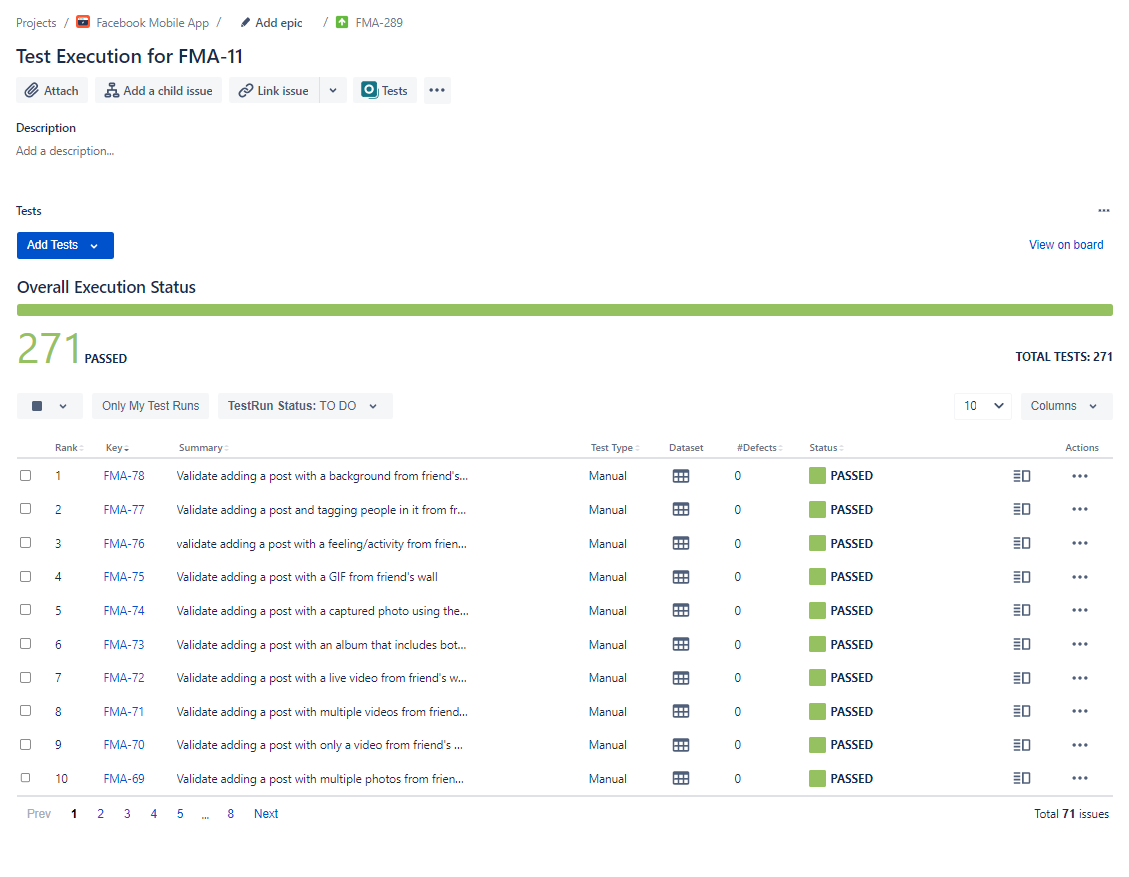 Projects / Facebook Mobile App / Add epic / FMA-289
Test Execution for FMA-11
Attach Add a child issue Link issue Tests •••
Description
Add a description...
Tests •••
Add Tests View on board
Overall Execution Status
271 PASSED TOTAL TESTS: 271
Only My Test Runs TestRun Status: TO DO 10 Columns
Rank Key Summary Test Type Dataset #Defects Status Actions
1 FMA-78 Validate adding a post with a background from friend's... Manual 0 PASSED •••
2 FMA-77 Validate adding a post and tagging people in it from fr... Manual 0 PASSED •••
3 FMA-76 validate adding a post with a feeling/activity from frien... Manual 0 PASSED •••
4 FMA-75 Validate adding a post with a GIF from friend's wall Manual 0 PASSED •••
5 FMA-74 Validate adding a post with a captured photo using the... Manual 0 PASSED •••
6 FMA-73 Validate adding a post with an album that includes bot... Manual 0 PASSED •••
7 FMA-72 Validate adding a post with a live video from friend's w... Manual 0 PASSED •••
8 FMA-71 Validate adding a post with multiple videos from friend... Manual 0 PASSED •••
9 FMA-70 Validate adding a post with only a video from friend's ... Manual 0 PASSED •••
10 FMA-69 Validate adding a post with multiple photos from frien... Manual 0 PASSED •••
Prev 1 2 3 4 5 ... 8 Next Total 71 issues